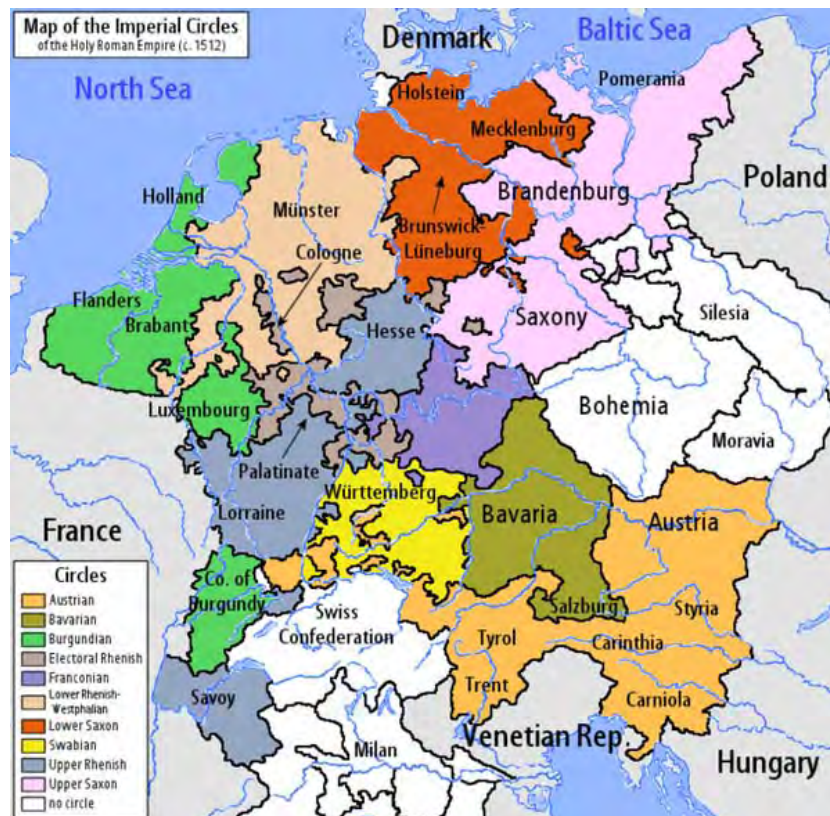 Map of the Imperial Circles
of the Holy Roman Empire (c. 1512)
Denmark
Baltic Sea
North Sea
Pomerania
Holstein
Mecklenburg
Poland
Holland
Brandenburg
Münster
Brunswick-
Lüneburg
Cologne
Flanders
Brabant
Saxony
Silesia
Hesse
Luxembourg
Bohemia
Moravia
Palatinate
Württemberg
Lorraine
Bavaria
Austria
France
Circles
Austrian
Bavarian
Burgundian
Electoral Rhenish
Franconian
Lower Rhenish-
Westphalian
Lower Saxon
Swabian
Upper Rhenish
Upper Saxon
no circle
Co. of
Burgundy
Swiss
Confederation
Salzburg
Styria
Tyrol
Carinthia
Trent
Carniola
Savoy
Milan
Venetian Rep.
Hungary